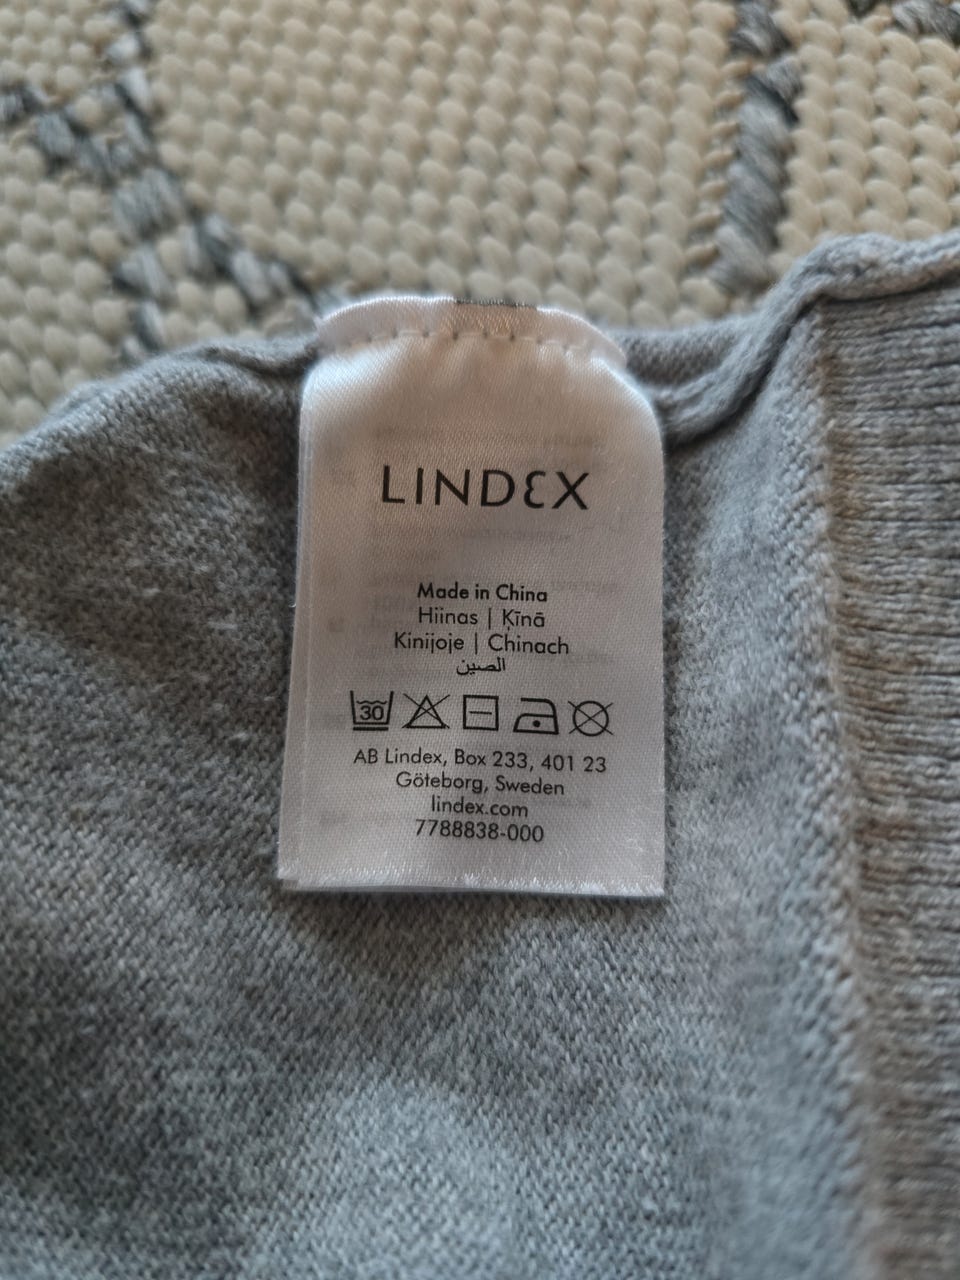 LINDEX
Made in China
Hiinas | Ķīnā
Kinijoje | Chinach
الصين
30
AB Lindex, Box 233, 401 23
Göteborg, Sweden
lindex.com
7788838-000